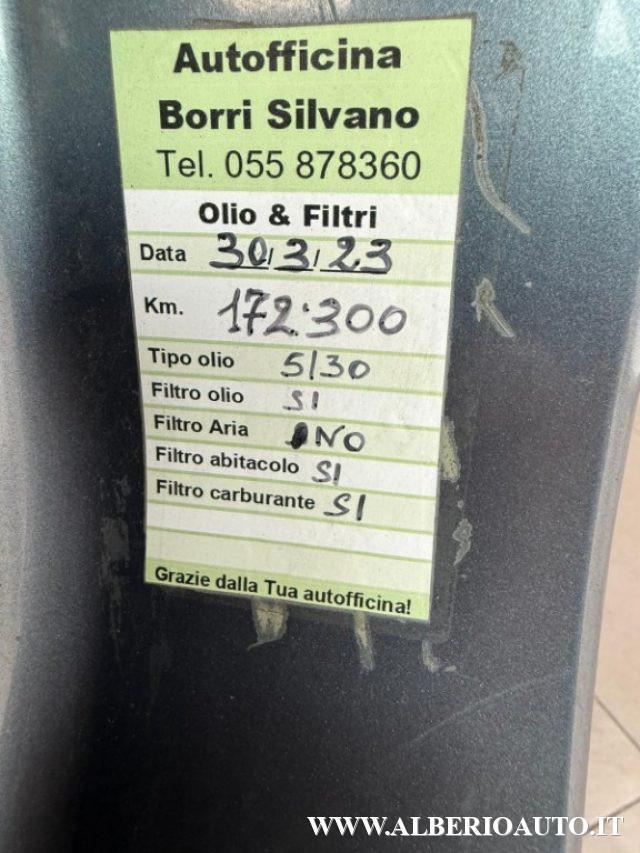 Autofficina
Borri Silvano
Tel. 055 878360
Olio & Filtri
Data 30/3/23
Km. 172.300
Tipo olio 5/30
Filtro olio SI
Filtro Aria NO
Filtro abitacolo SI
Filtro carburante SI
Grazie dalla Tua autofficina!
WWW.ALBERIOAUTO.IT